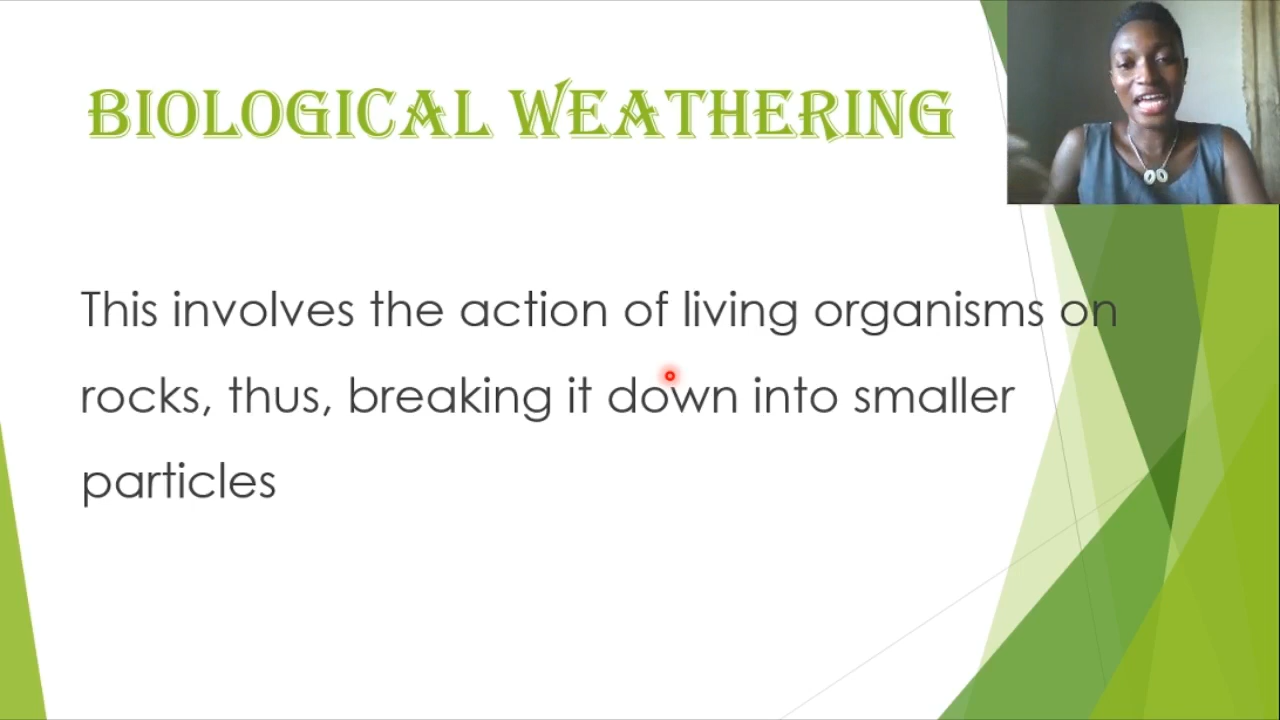 BIOLOGICAL WEATHERING
This involves the action of living organisms on
rocks, thus, breaking it down into smaller
particles